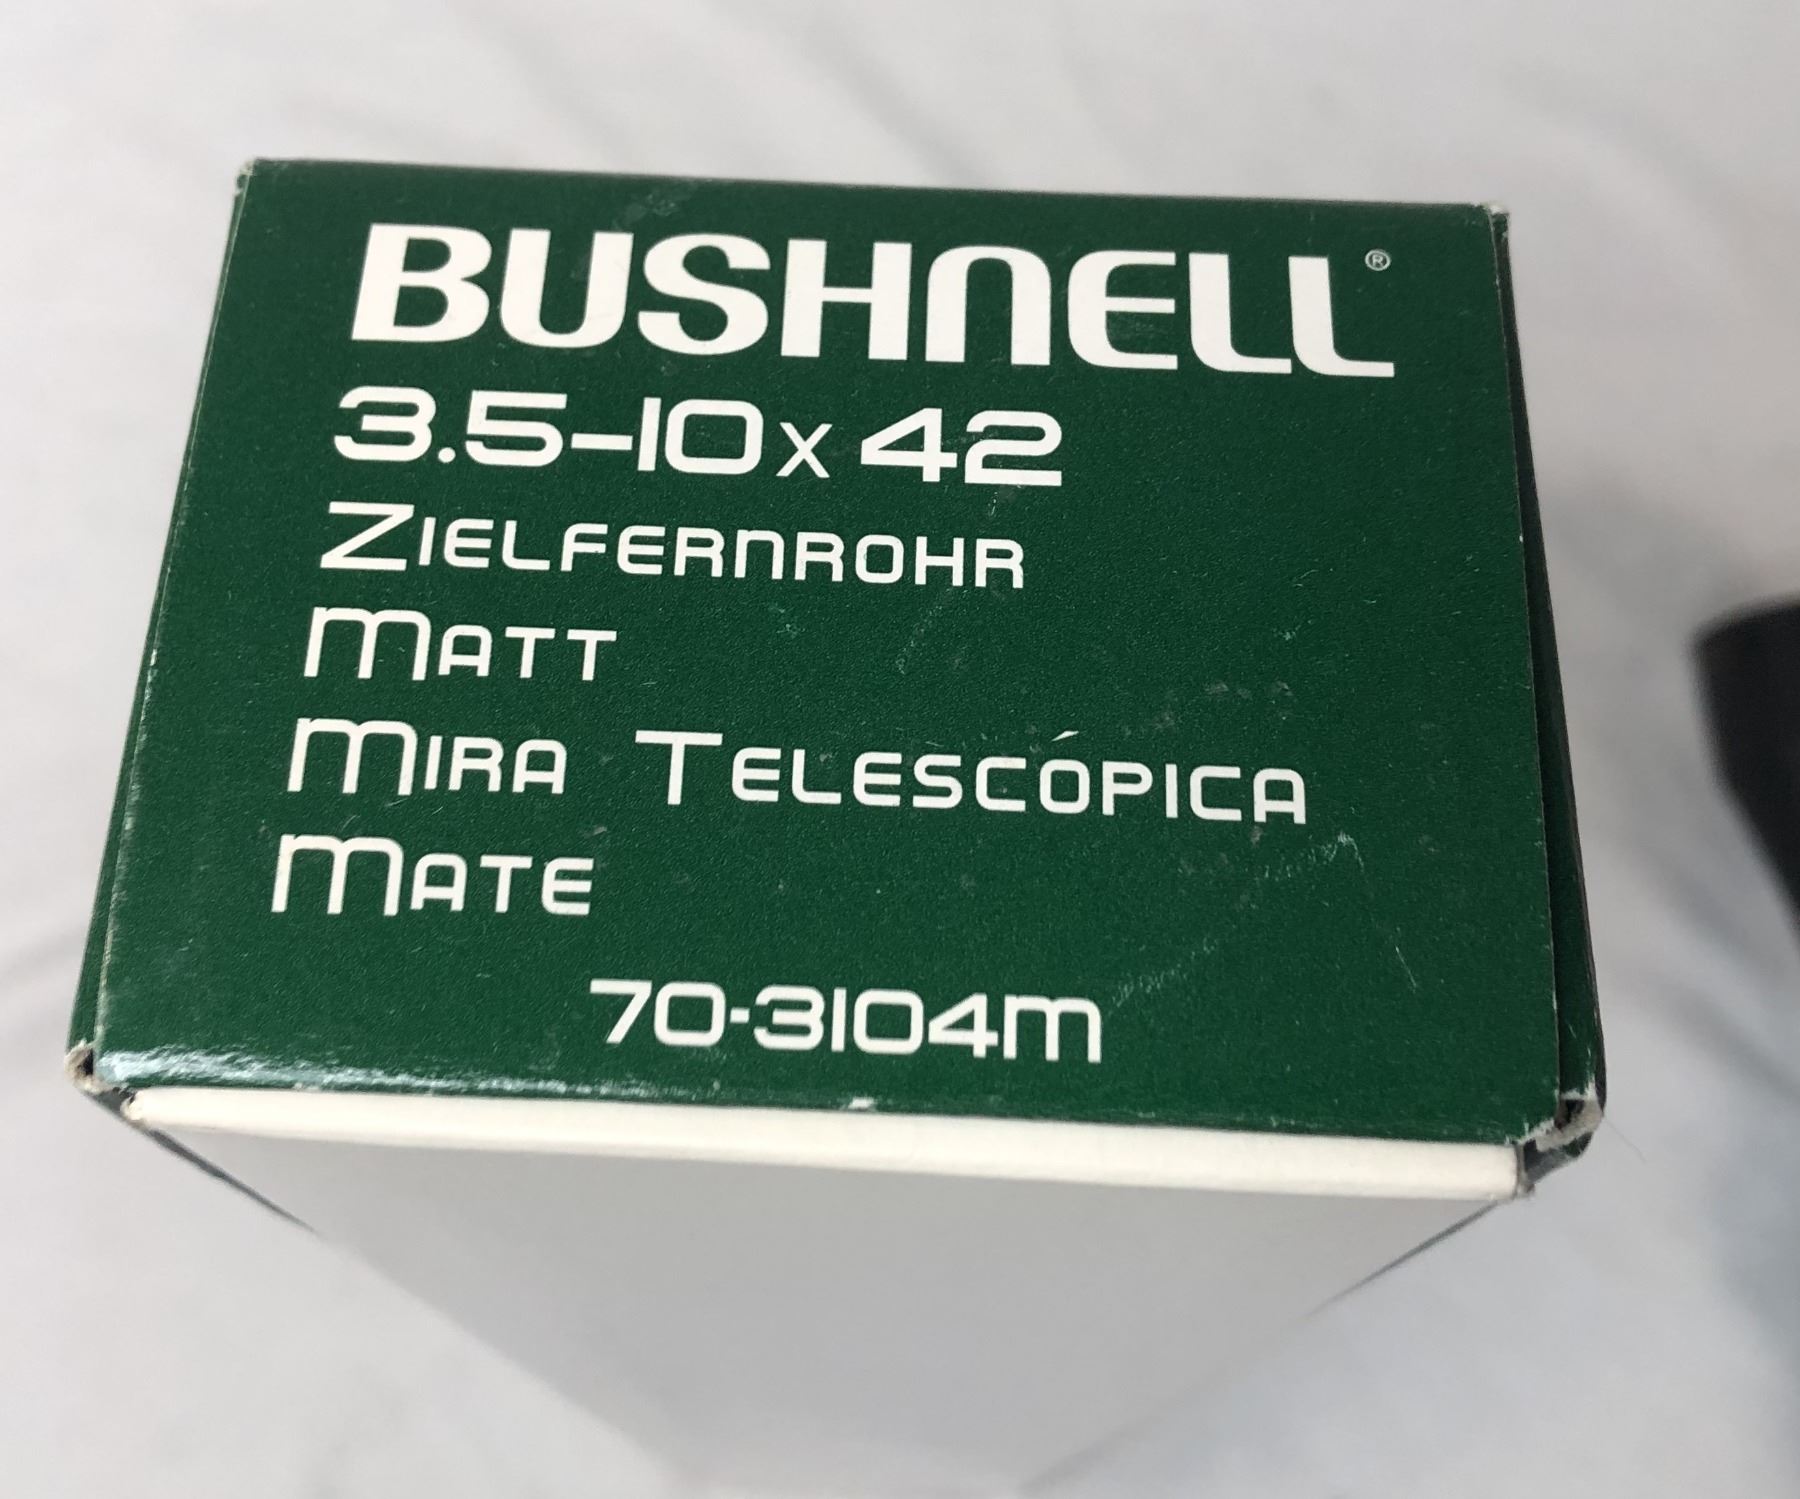 BUSHNELL®
3.5-10x42
ZIELFERNROHR
MATT
MIRA TELESCÓPICA
MATE
70-3104M